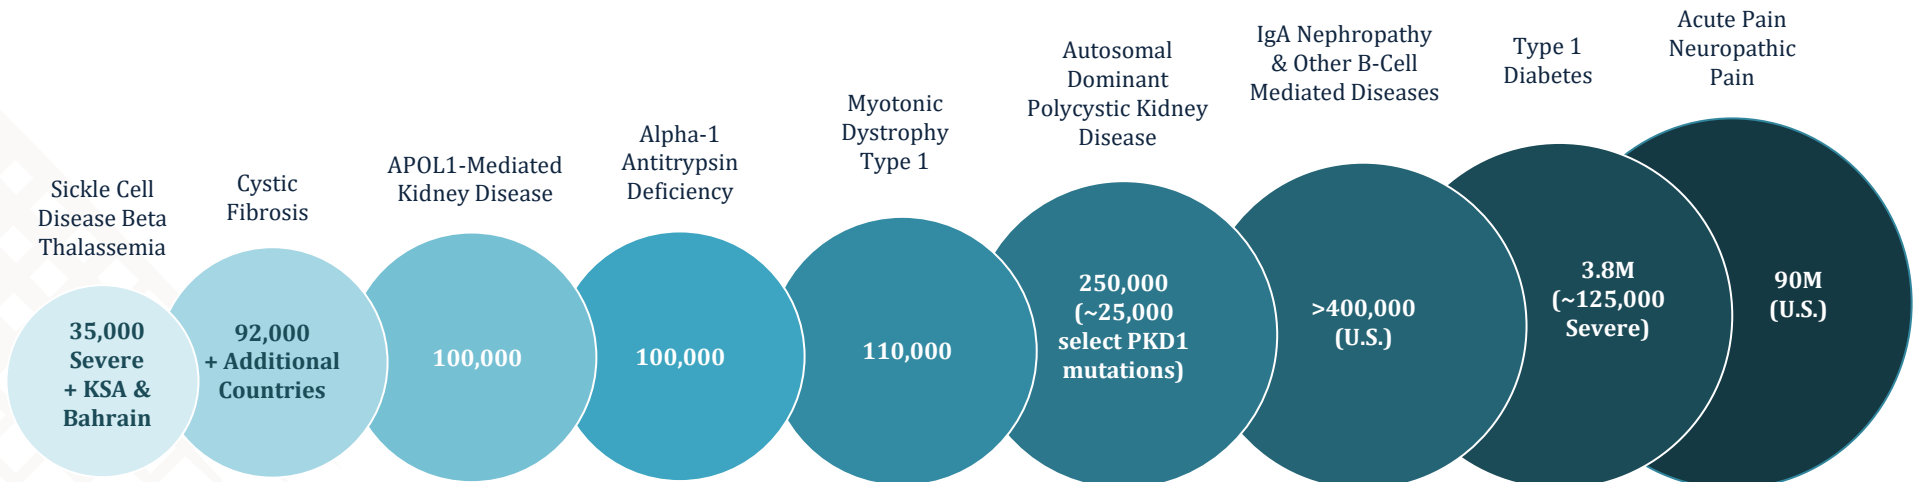 Sickle Cell
Disease Beta
Thalassemia
35,000
Severe
+ KSA &
Bahrain
Cystic
Fibrosis
92,000
+ Additional
Countries
APOL1-Mediated
Kidney Disease
100,000
Alpha-1
Antitrypsin
Deficiency
100,000
Myotonic
Dystrophy
Type 1
110,000
Autosomal
Dominant
Polycystic Kidney
Disease
250,000
(~25,000
select PKD1
mutations)
IgA Nephropathy
& Other B-Cell
Mediated Diseases
>400,000
(U.S.)
Type 1
Diabetes
3.8M
(~125,000
Severe)
Acute Pain
Neuropathic
Pain
90M
(U.S.)